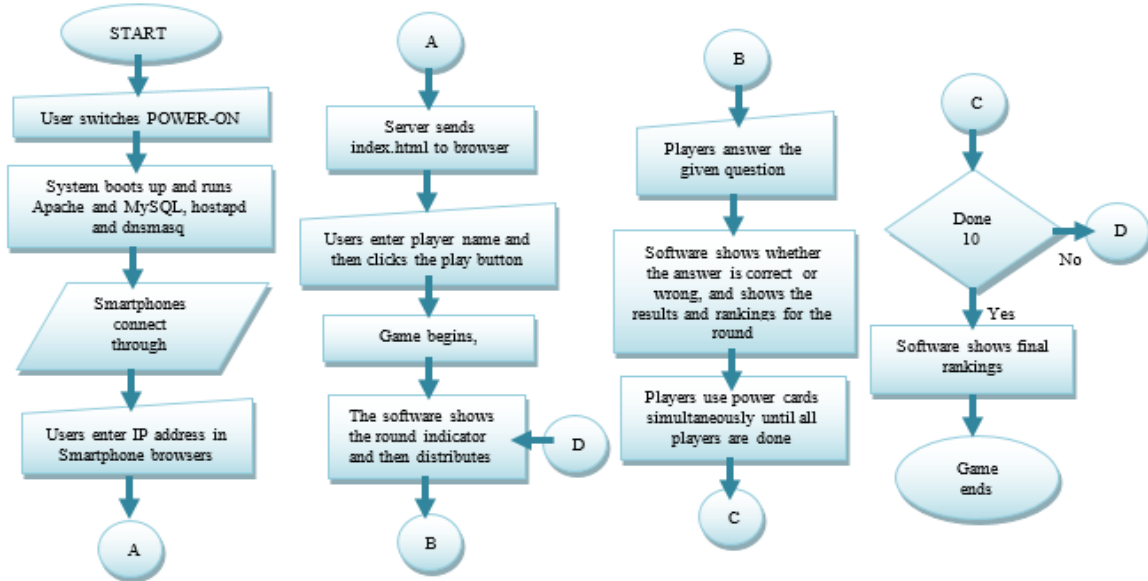 START
User switches POWER-ON
System boots up and runs
Apache and MySQL, hostapd
and dnsmasq
Smartphones
connect
through
Users enter IP address in
Smartphone browsers
A
A
Server sends
index.html to browser
Users enter player name and
then clicks the play button
Game begins,
The software shows
the round indicator
and then distributes
D
B
B
Players answer the
given question
Software shows whether
the answer is correct or
wrong, and shows the
results and rankings for the
round
Players use power cards
simultaneously until all
players are done
C
C
Done
10
D
No
Yes
Software shows final
rankings
Game
ends